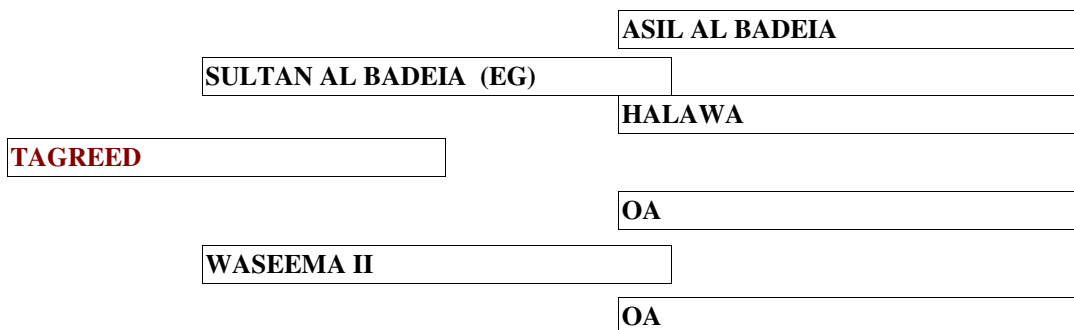 ASIL AL BADEIA
SULTAN AL BADEIA (EG)
HALAWA
TAGREED
OA
WASEEMA II
OA